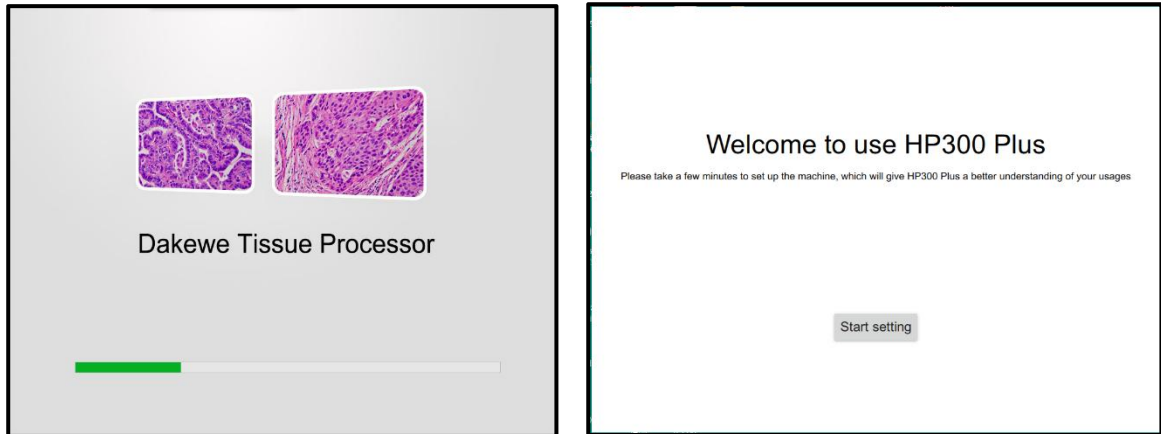 Dakewe Tissue Processor
Welcome to use HP300 Plus
Please take a few minutes to set up the machine, which will give HP300 Plus a better understanding of your usages
Start setting